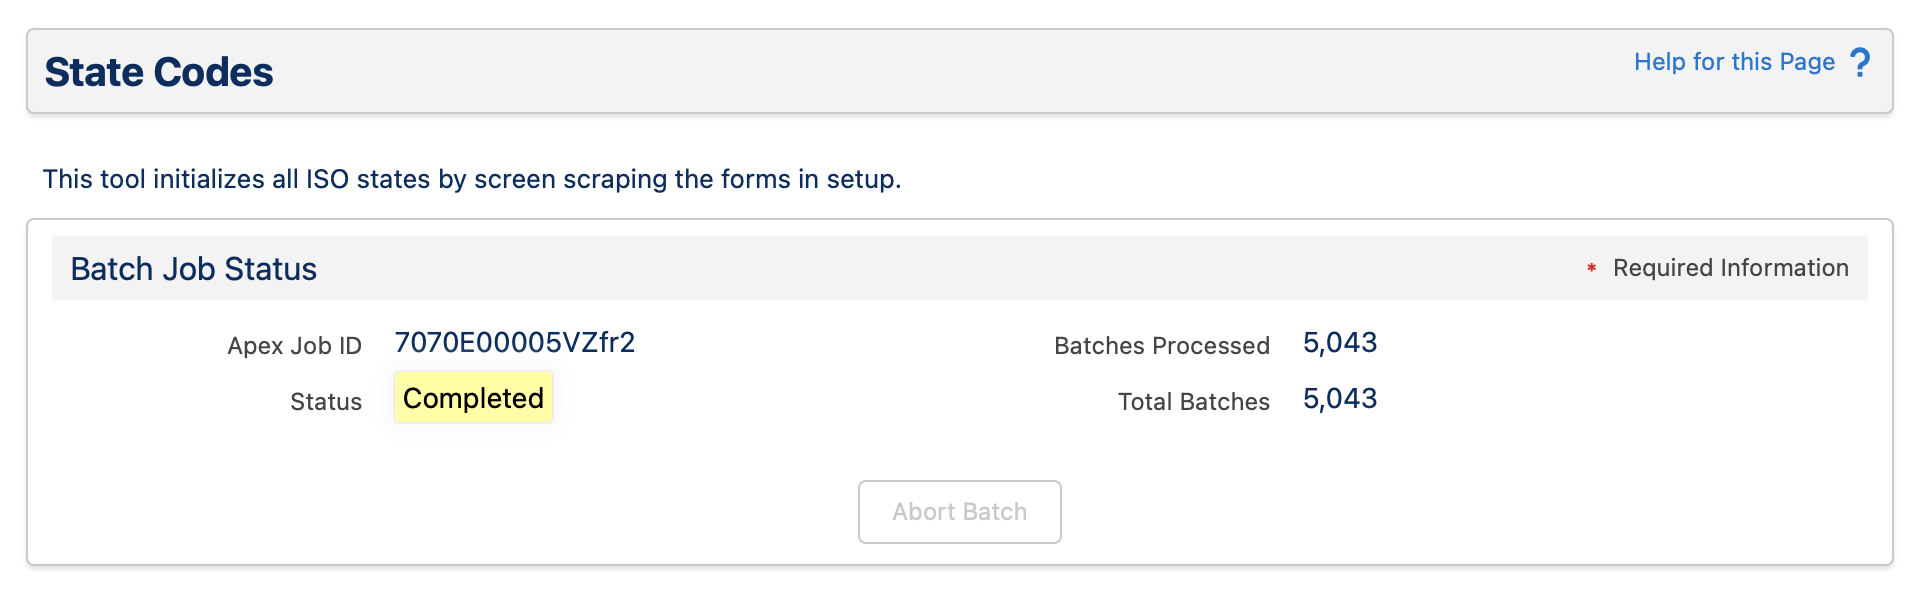 State Codes
Help for this Page ?
This tool initializes all ISO states by screen scraping the forms in setup.
Batch Job Status
* Required Information
Apex Job ID 7070E00005VZfr2
Batches Processed 5,043
Status Completed
Total Batches 5,043
Abort Batch